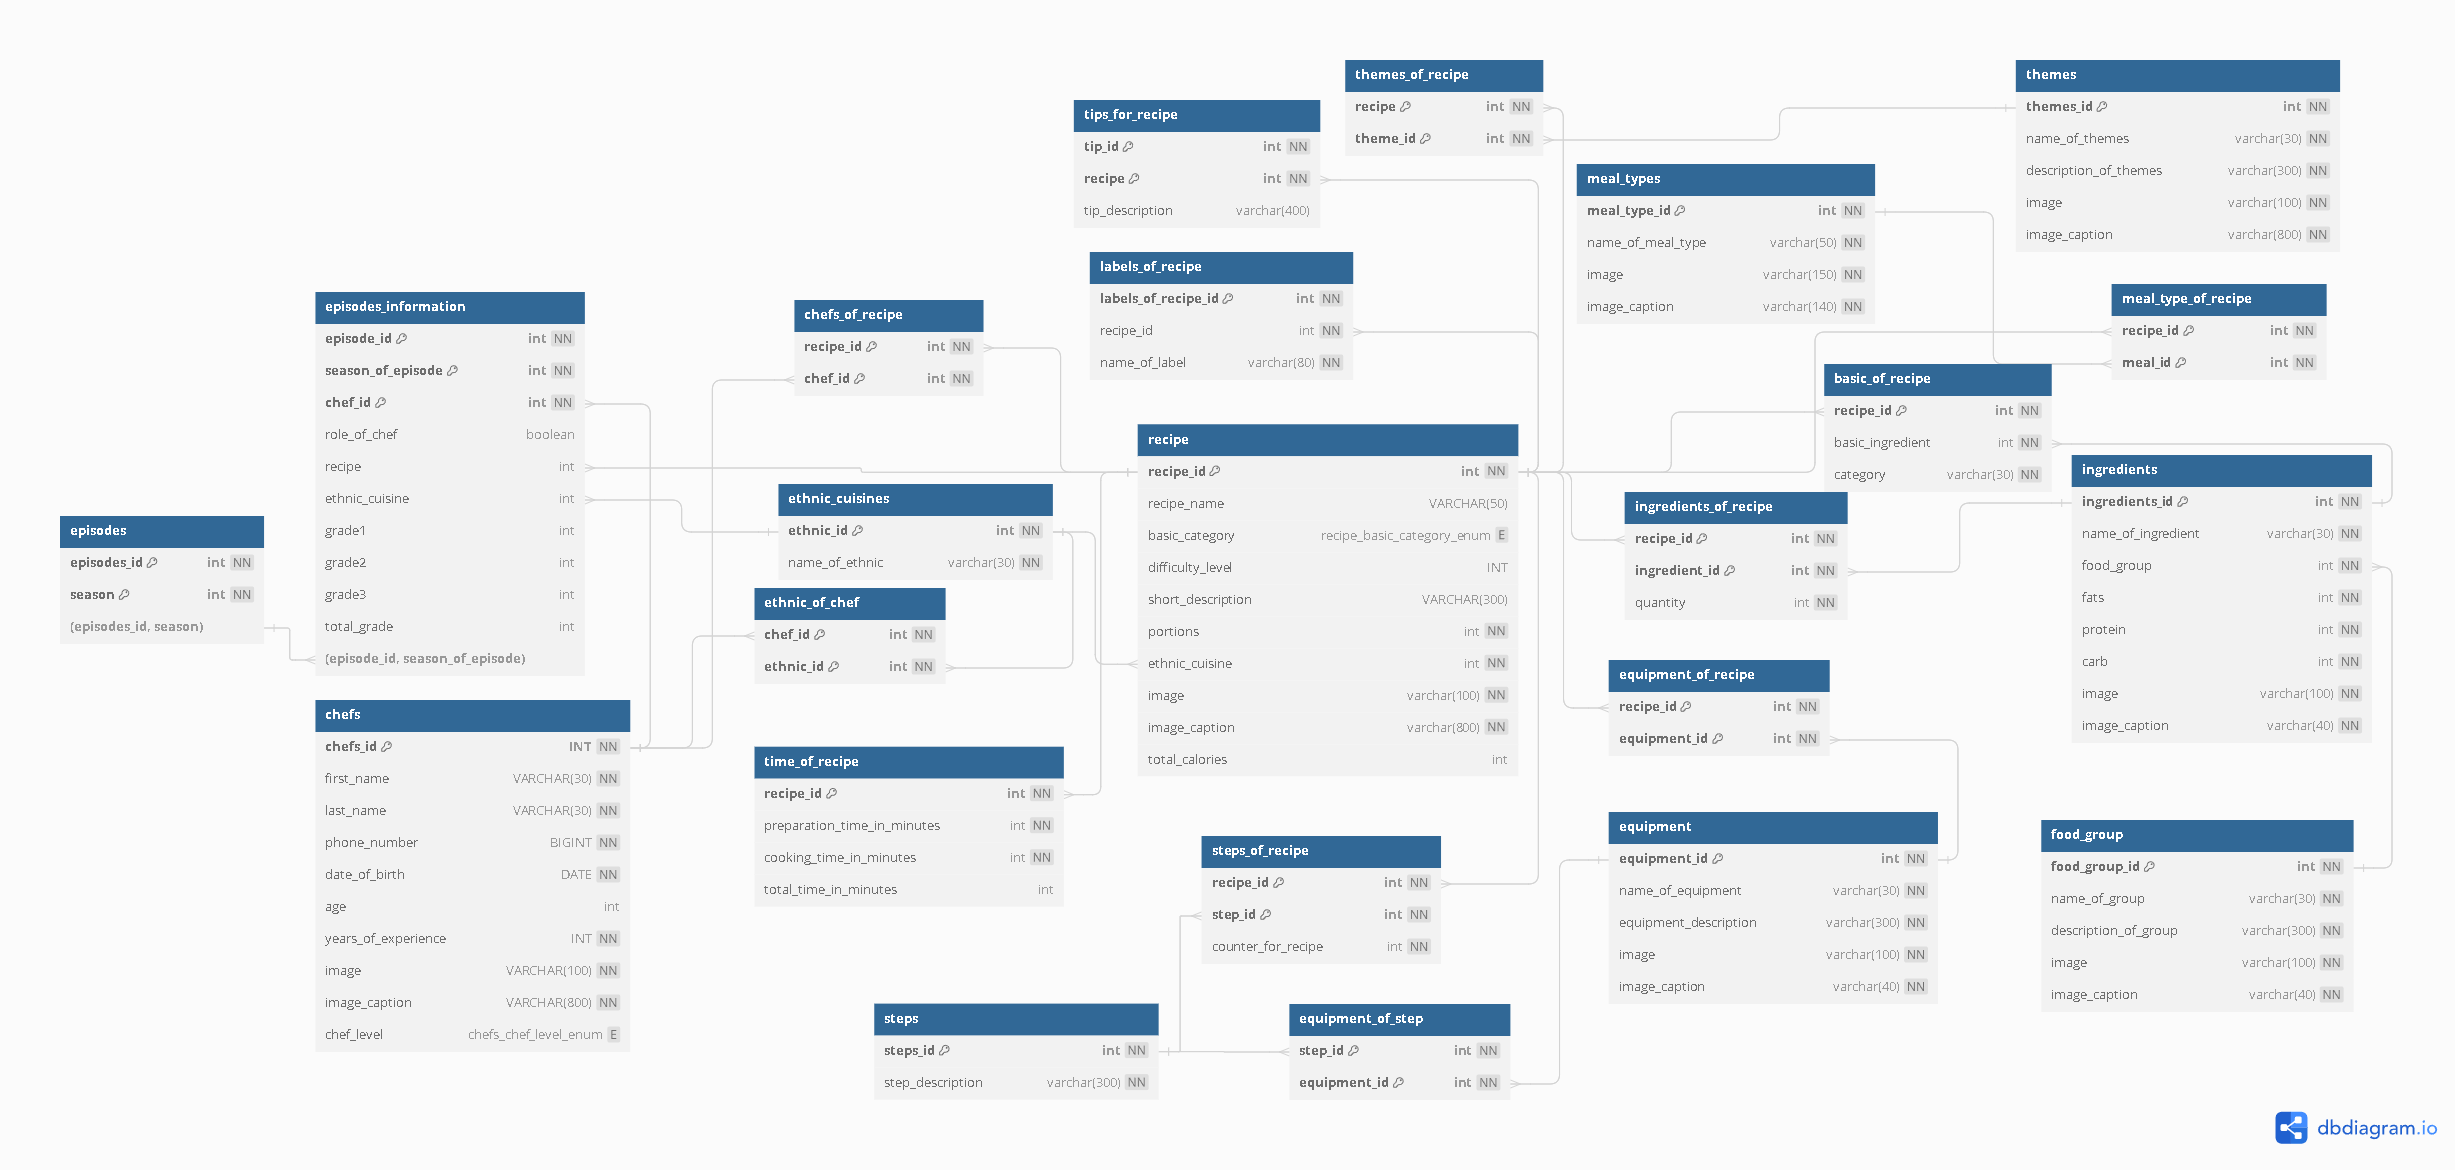 themes_of_recipe
recipe int NN
theme_id int NN
themes
themes_id int NN
name_of_themes varchar(30) NN
description_of_themes varchar(300) NN
image varchar(100) NN
image_caption varchar(800) NN
tips_for_recipe
tip_id int NN
recipe int NN
tip_description varchar(400)
meal_types
meal_type_id int NN
name_of_meal_type varchar(50) NN
image varchar(150) NN
image_caption varchar(140) NN
labels_of_recipe
labels_of_recipe_id int NN
recipe_id int NN
name_of_label varchar(80) NN
meal_type_of_recipe
recipe_id int NN
meal_id int NN
episodes_information
episode_id int NN
season_of_episode int NN
chef_id int NN
role_of_chef boolean
recipe int
ethnic_cuisine int
grade1 int
grade2 int
grade3 int
total_grade int
(episode_id, season_of_episode)
chefs_of_recipe
recipe_id int NN
chef_id int NN
basic_of_recipe
recipe_id int NN
basic_ingredient int NN
category varchar(30) NN
recipe
recipe_id int NN
recipe_name VARCHAR(50)
basic_category recipe_basic_category_enum E
difficulty_level INT
short_description VARCHAR(300)
portions int NN
ethnic_cuisine int NN
image varchar(100) NN
image_caption varchar(800) NN
total_calories int
ingredients
ingredients_id int NN
name_of_ingredient varchar(30) NN
food_group int NN
fats int NN
protein int NN
carb int NN
image varchar(100) NN
image_caption varchar(40) NN
ethnic_cuisines
ethnic_id int NN
name_of_ethnic varchar(30) NN
ingredients_of_recipe
recipe_id int NN
ingredient_id int NN
quantity int NN
episodes
episodes_id int NN
season int NN
(episodes_id, season)
ethnic_of_chef
chef_id int NN
ethnic_id int NN
equipment_of_recipe
recipe_id int NN
equipment_id int NN
chefs
chefs_id INT NN
first_name VARCHAR(30) NN
last_name VARCHAR(30) NN
phone_number BIGINT NN
date_of_birth DATE NN
age int
years_of_experience INT NN
image VARCHAR(100) NN
image_caption VARCHAR(800) NN
chef_level chefs_chef_level_enum E
time_of_recipe
recipe_id int NN
preparation_time_in_minutes int NN
cooking_time_in_minutes int NN
total_time_in_minutes int
equipment
equipment_id int NN
name_of_equipment varchar(30) NN
equipment_description varchar(300) NN
image varchar(100) NN
image_caption varchar(40) NN
food_group
food_group_id int NN
name_of_group varchar(30) NN
description_of_group varchar(300) NN
image varchar(100) NN
image_caption varchar(40) NN
steps_of_recipe
recipe_id int NN
step_id int NN
counter_for_recipe int NN
steps
steps_id int NN
step_description varchar(300) NN
equipment_of_step
step_id int NN
equipment_id int NN
dbdiagram.io